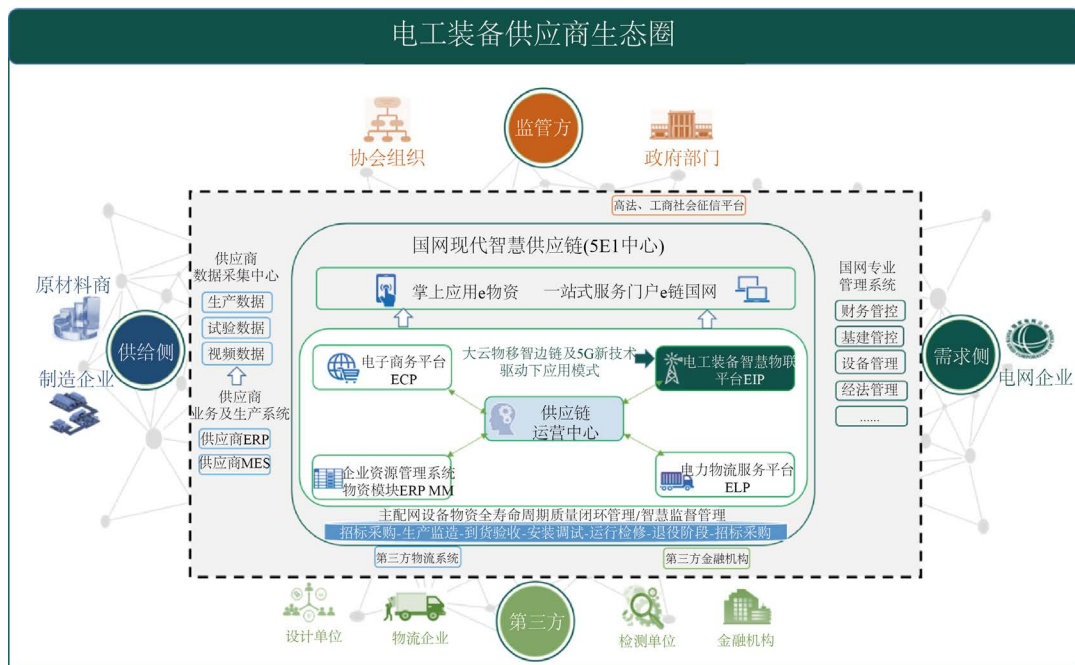 电工装备供应商生态圈
监管方
协会组织
政府部门
高法、工商社会征信平台
国网现代智慧供应链(5E1中心)
供应商
数据采集中心
生产数据
试验数据
视频数据
供应商
业务及生产系统
供应商ERP
供应商MES
原材料商
供给侧
制造企业
掌上应用e物资
一站式服务门户e链国网
电子商务平台
ECP
大云物移智边链及5G新技术
驱动下应用模式
电工装备智慧物联
平台EIP
供应链
运营中心
企业资源管理系统
物资模块ERP MM
电力物流服务平台
ELP
主配网设备物资全寿命周期质量闭环管理/智慧监督管理
招标采购-生产监造-到货验收-安装调试-运行检修-退役阶段-招标采购
国网专业
管理系统
财务管控
基建管控
设备管理
经法管理
......
需求侧
电网企业
第三方物流系统
第三方金融机构
设计单位
物流企业
第三方
检测单位
金融机构